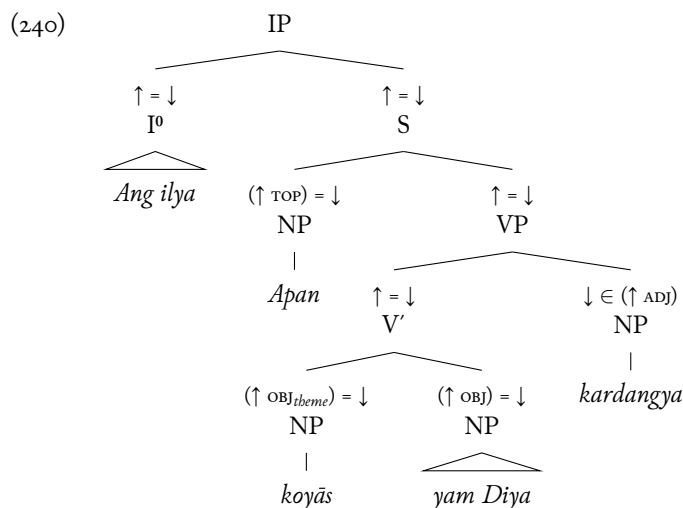 (240) IP
↑ = ↓ ↑ = ↓
I⁰ S
Ang ilya (↑ TOP) = ↓ ↑ = ↓
NP VP
Apan ↑ = ↓ ↓ ∈ (↑ ADJ)
V′ NP
(↑ OBJtheme) = ↓ (↑ OBJ) = ↓ kardangya
NP NP
koyās yam Diya